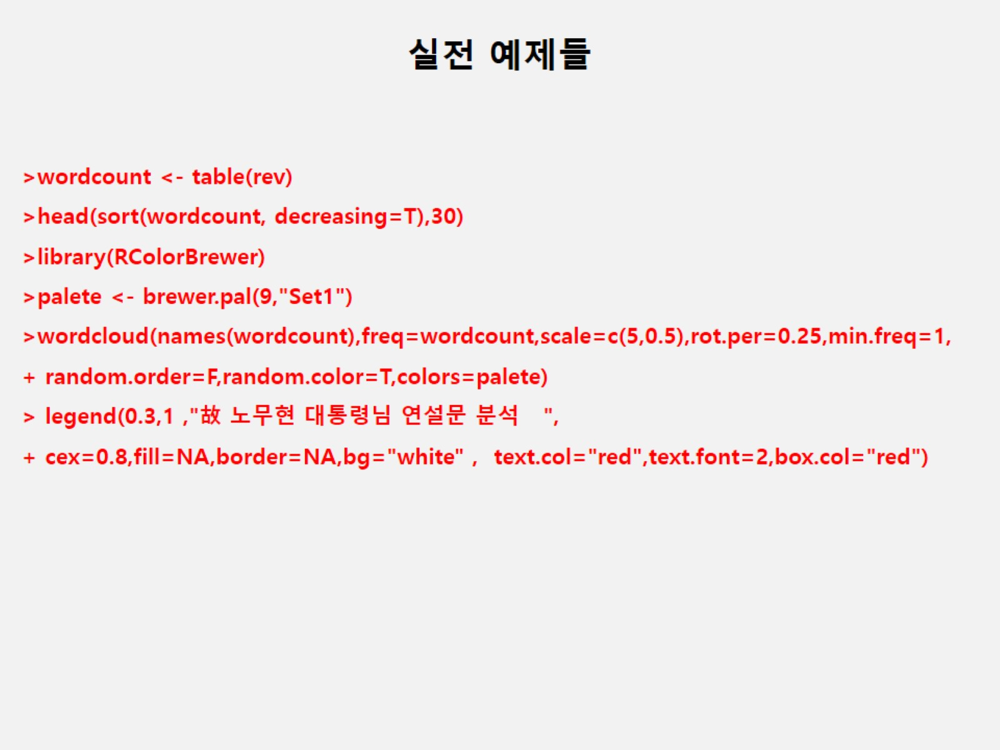 실전 예제들
>wordcount <- table(rev)
>head(sort(wordcount, decreasing=T),30)
>library(RColorBrewer)
>palete <- brewer.pal(9,"Set1")
>wordcloud(names(wordcount),freq=wordcount,scale=c(5,0.5),rot.per=0.25,min.freq=1,
+ random.order=F,random.color=T,colors=palete)
> legend(0.3,1 ,"故 노무현 대통령님 연설문 분석   ",
+ cex=0.8,fill=NA,border=NA,bg="white" ,  text.col="red",text.font=2,box.col="red")